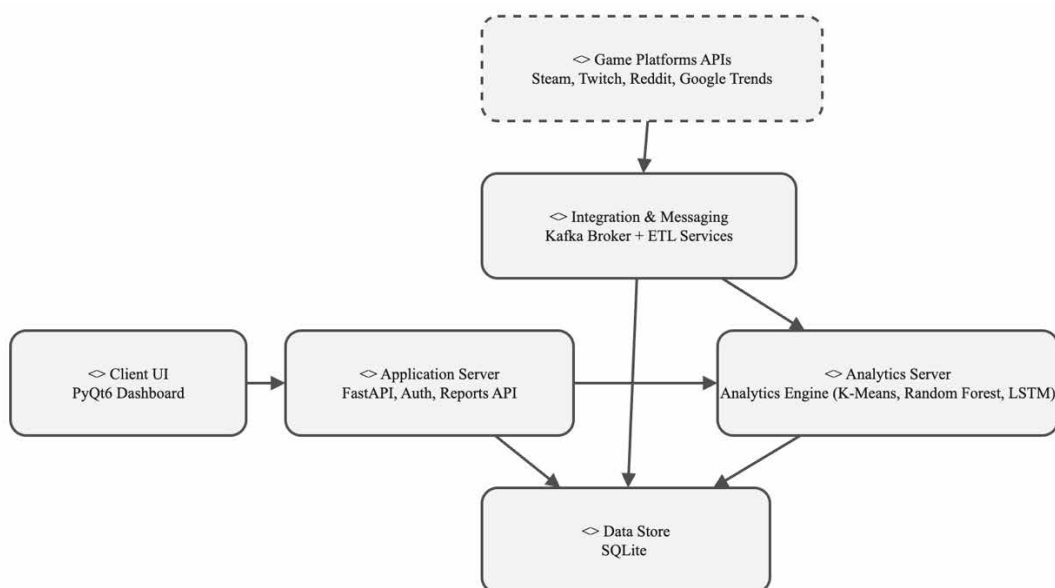 <> Game Platforms APIs
Steam, Twitch, Reddit, Google Trends
<> Integration & Messaging
Kafka Broker + ETL Services
<> Client UI
PyQt6 Dashboard
<> Application Server
FastAPI, Auth, Reports API
<> Analytics Server
Analytics Engine (K-Means, Random Forest, LSTM)
<> Data Store
SQLite